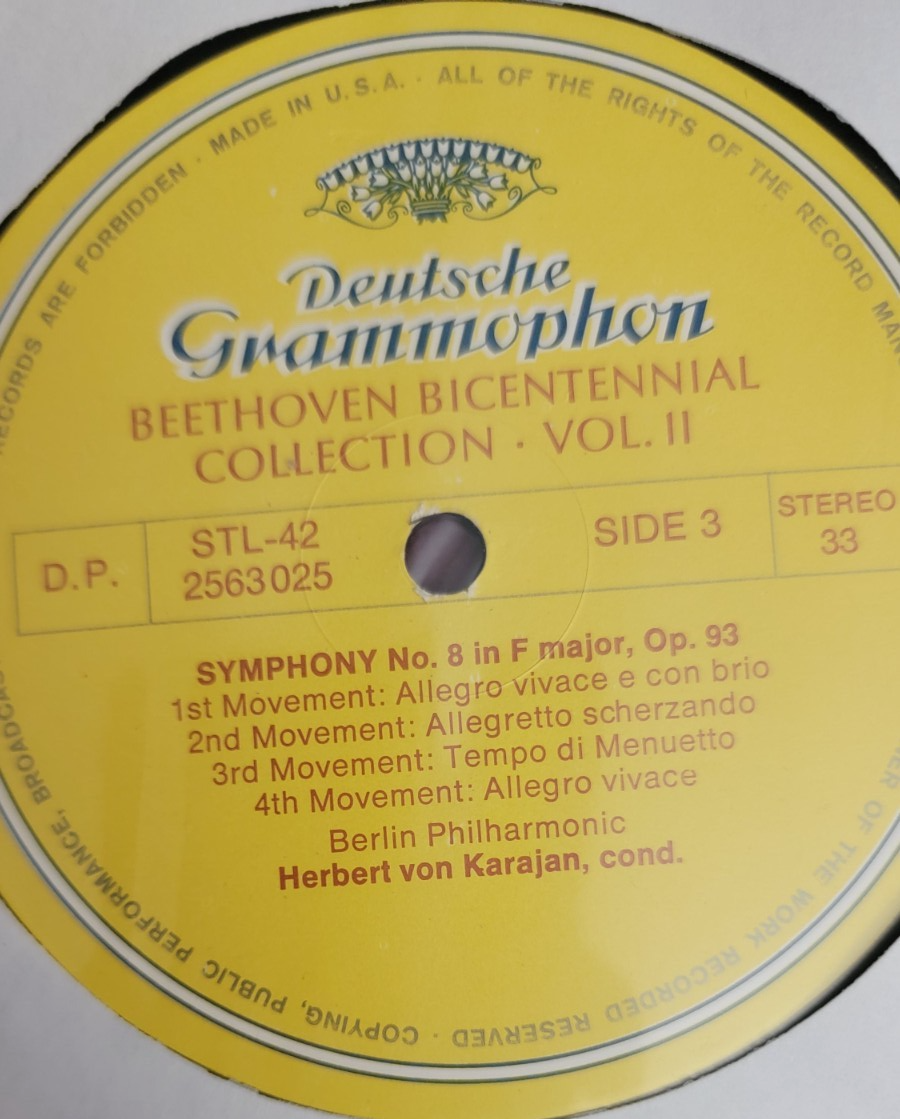 MADE IN U.S.A. · ALL OF THE RIGHTS OF THE RECORD
Deutsche
Grammophon
BEETHOVEN BICENTENNIAL
COLLECTION · VOL. II
D.P.
STL-42
2563 025
SIDE 3
STEREO
33
SYMPHONY No. 8 in F major, Op. 93
1st Movement: Allegro vivace e con brio
2nd Movement: Allegretto scherzando
3rd Movement: Tempo di Menuetto
4th Movement: Allegro vivace
Berlin Philharmonic
Herbert von Karajan, cond.
OF THE WORK RECORDED RESERVED · COPYING, PUBLIC PERFORMANCE,
RECORDS ARE FORBIDDEN ·